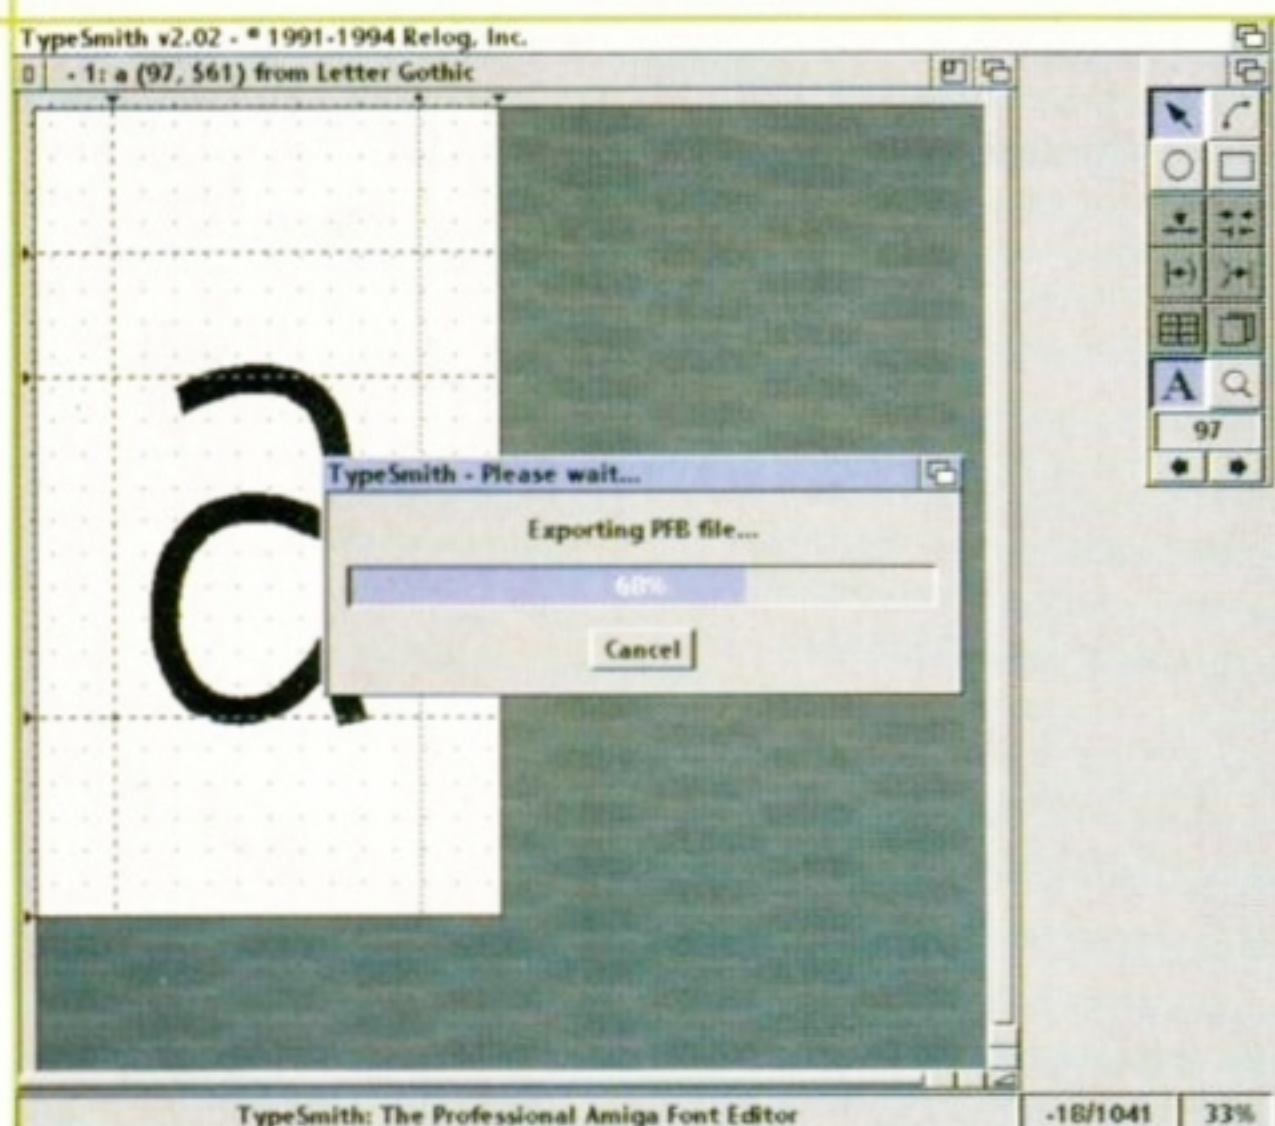 TypeSmith v2.02 - © 1991-1994 Relog, Inc.
- 1: a (97, 561) from Letter Gothic
a
A
97
TypeSmith - Please wait...
Exporting PFB file...
68%
Cancel
TypeSmith: The Professional Amiga Font Editor
-18/1041
33%